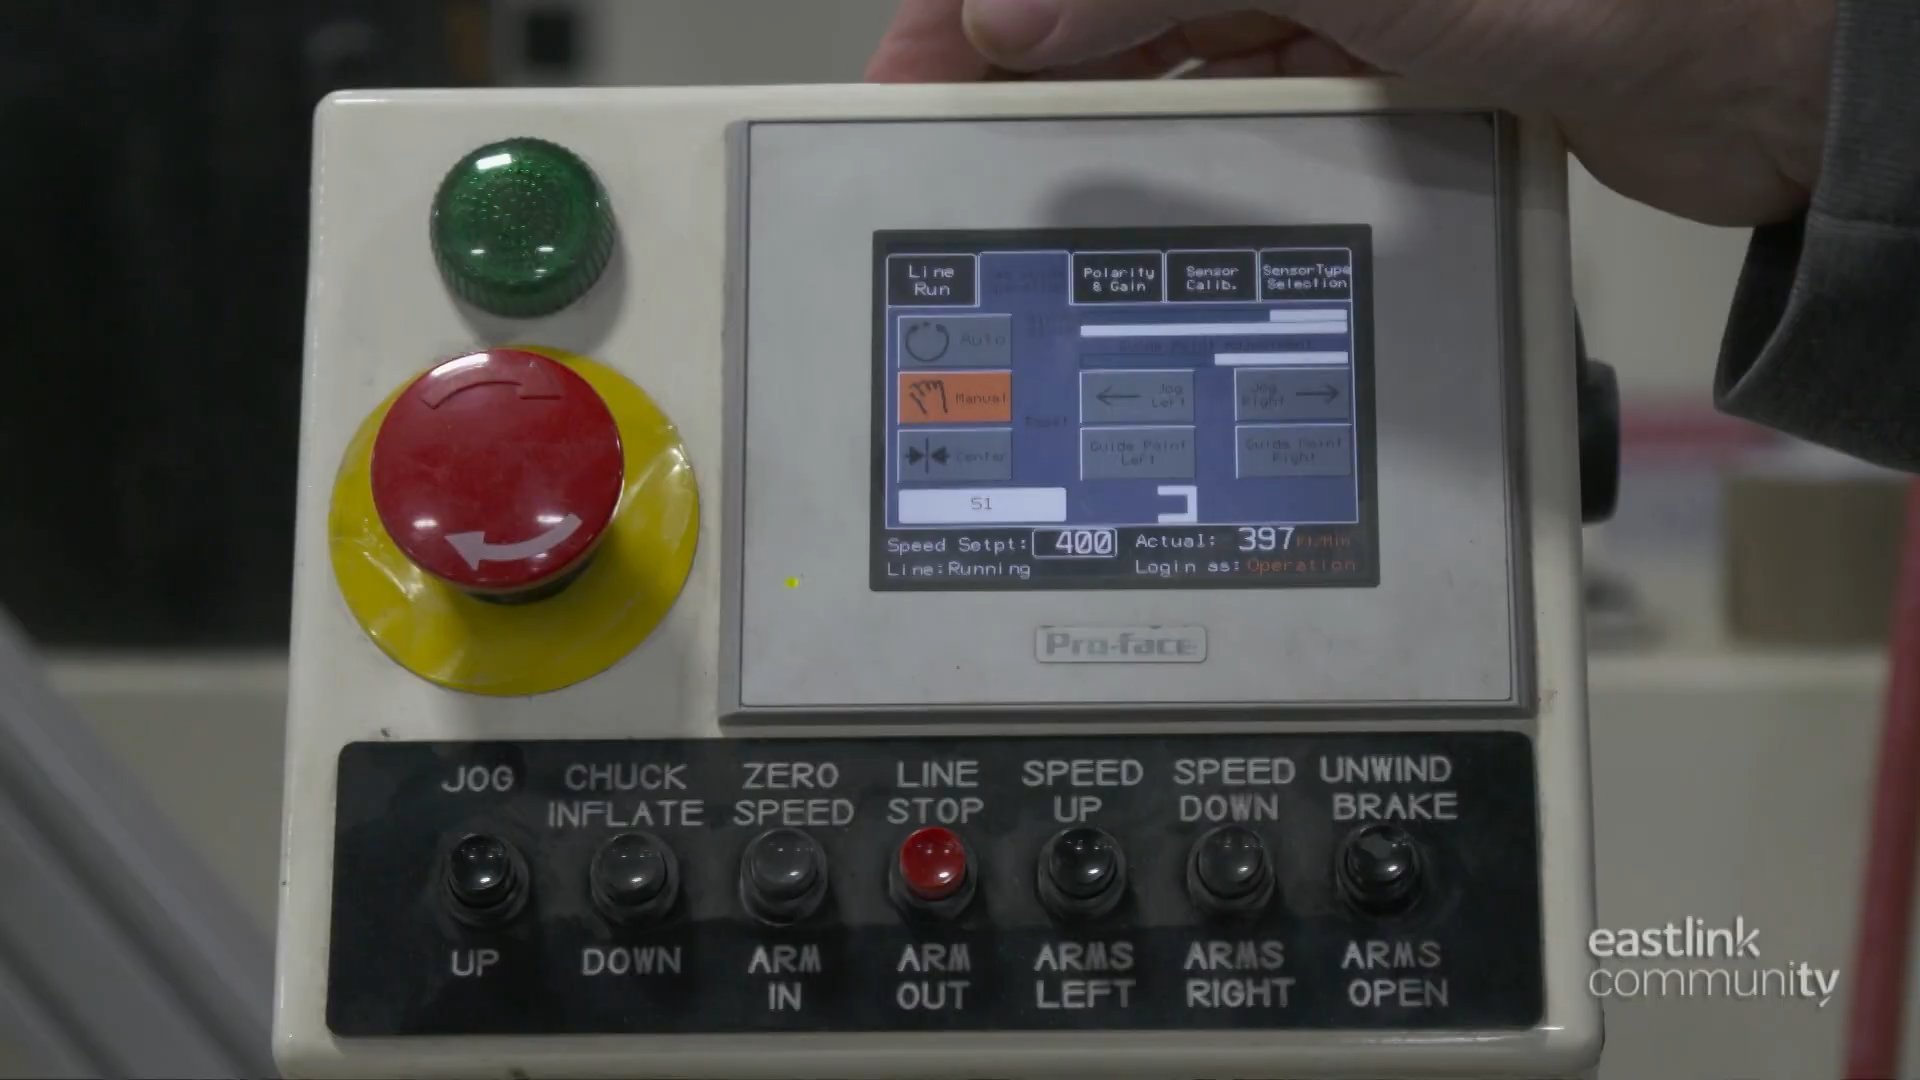 Line
Run
Polarity
& Gain
Sensor
Calib.
SensorType
Selection
Auto
Manual
Center
Reset
Jog
Left
Jog
Right
Guide Point
Left
Guide Point
Right
S1
Speed Setpt: 400 Actual: 397 Ft/Min
Line:Running Login as: Operation
Pro-face
JOG
CHUCK
INFLATE
ZERO
SPEED
LINE
STOP
SPEED
UP
SPEED
DOWN
UNWIND
BRAKE
UP
DOWN
ARM
IN
ARM
OUT
ARMS
LEFT
ARMS
RIGHT
ARMS
OPEN
eastlink
communitv